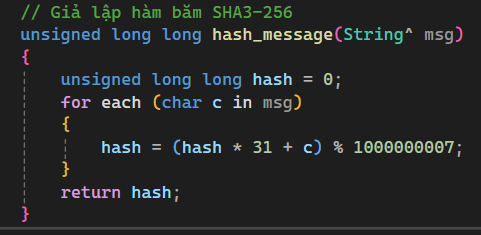 // Giả lập hàm băm SHA3-256
unsigned long long hash_message(String^ msg)
{
unsigned long long hash = 0;
for each (char c in msg)
{
hash = (hash * 31 + c) % 1000000007;
}
return hash;
}